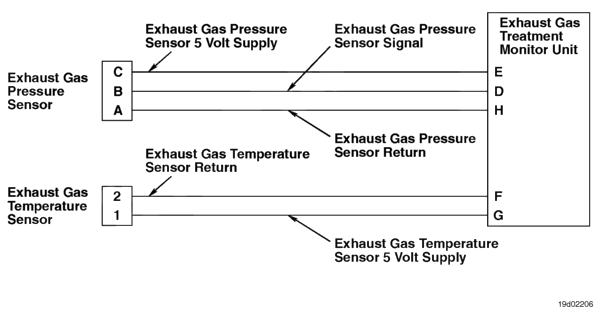 Exhaust Gas Pressure
Sensor 5 Volt Supply
Exhaust Gas Pressure
Sensor Signal
Exhaust Gas
Treatment
Monitor Unit
Exhaust Gas
Pressure
Sensor
C
B
A
E
D
H
Exhaust Gas Pressure
Sensor Return
Exhaust Gas Temperature
Sensor Return
Exhaust Gas
Temperature
Sensor
2
1
F
G
Exhaust Gas Temperature
Sensor 5 Volt Supply
19d02206